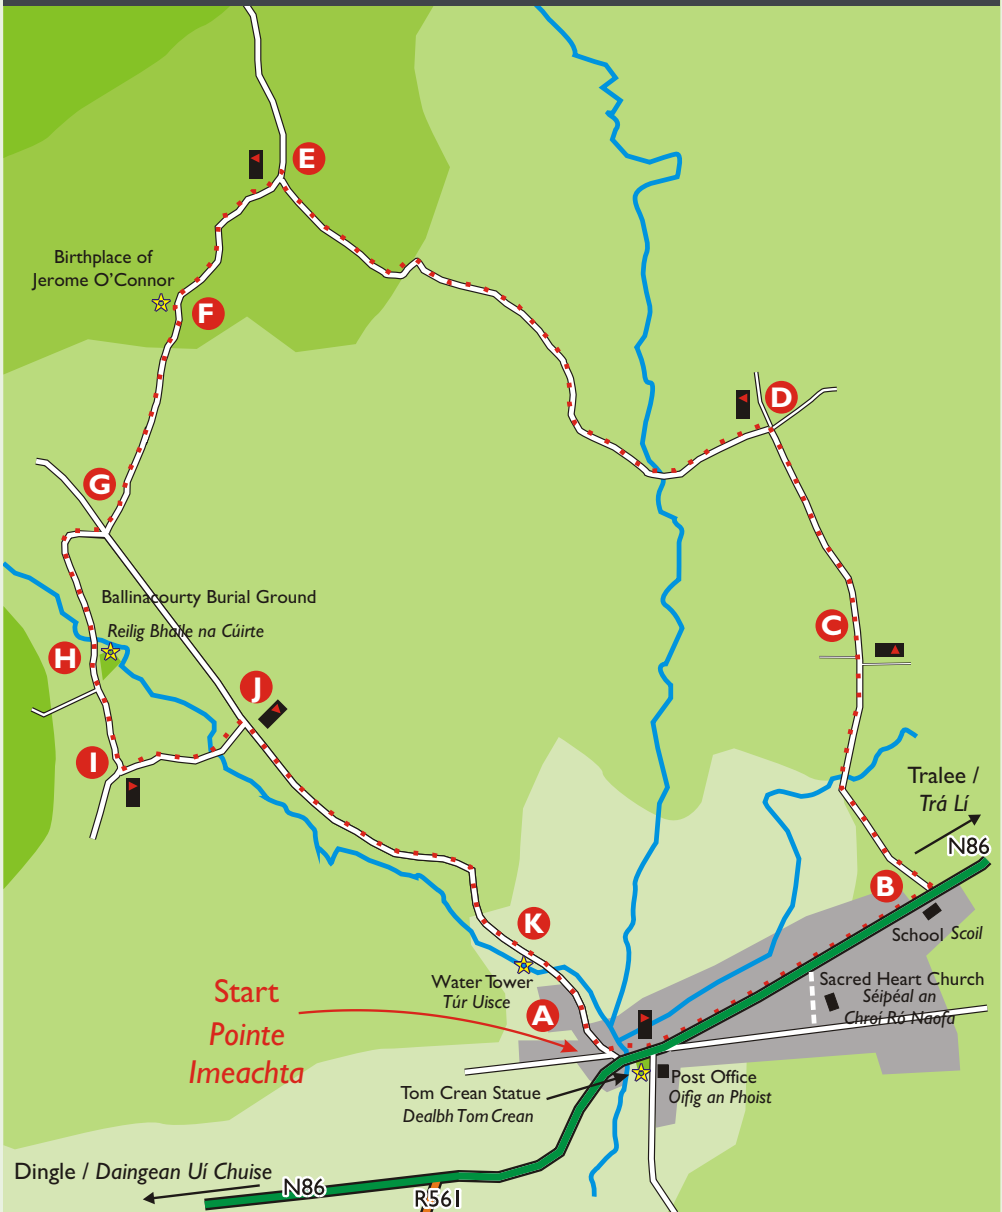 E
Birthplace of
Jerome O'Connor
F
D
G
Ballinacourty Burial Ground
Reilig Bhaile na Cúirte
C
H
J
I
Tralee /
Trá Lí
N86
B
School Scoil
K
Water Tower
Túr Uisce
Sacred Heart Church
Séipéal an
Chroí Ró Naofa
Start
Pointe
Imeachta
A
Post Office
Oifig an Phoist
Tom Crean Statue
Dealbh Tom Crean
Dingle / Daingean Uí Chuise
N86
R561